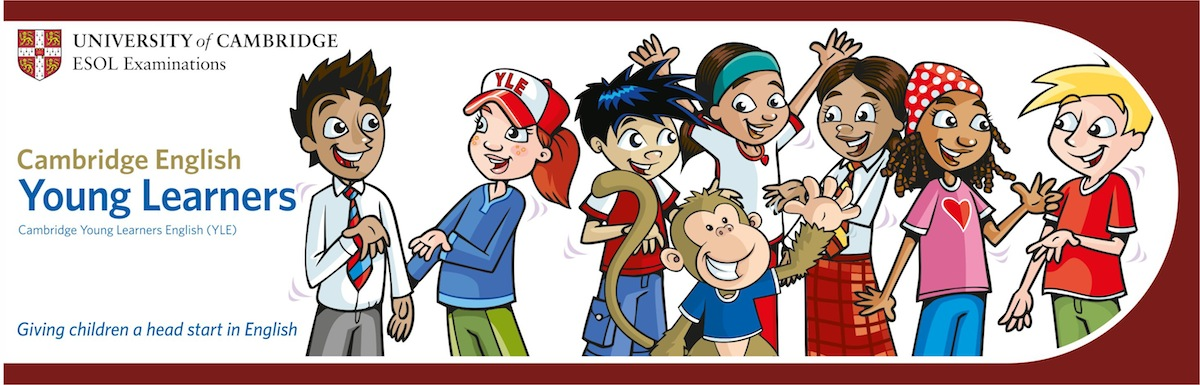 UNIVERSITY of CAMBRIDGE
ESOL Examinations
Cambridge English
Young Learners
Cambridge Young Learners English (YLE)
Giving children a head start in English
YLE